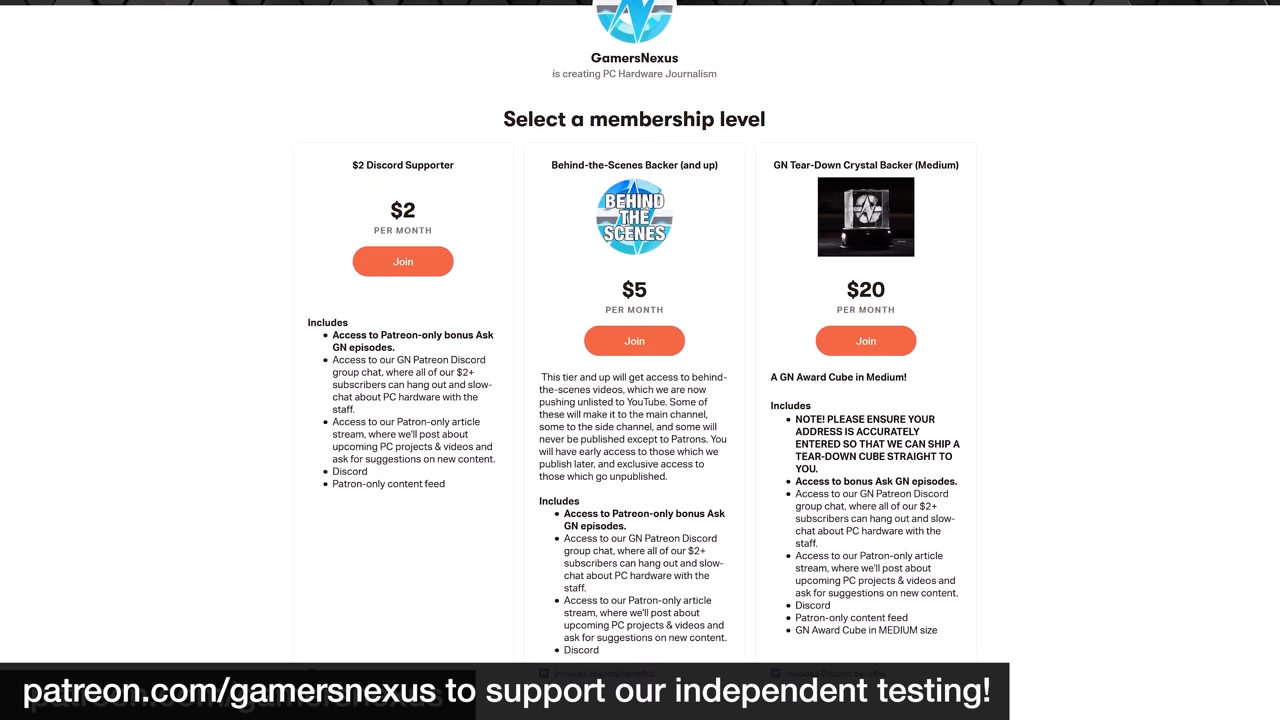 GamersNexus
is creating PC Hardware Journalism
Select a membership level
$2 Discord Supporter
$2
PER MONTH
Join
Includes
• Access to Patreon-only bonus Ask
GN episodes.
• Access to our GN Patreon Discord
group chat, where all of our $2+
subscribers can hang out and slow-
chat about PC hardware with the
staff.
• Access to our Patron-only article
stream, where we'll post about
upcoming PC projects & videos and
ask for suggestions on new content.
• Discord
• Patron-only content feed
Behind-the-Scenes Backer (and up)
BEHIND
THE
SCENES
$5
PER MONTH
Join
This tier and up will get access to behind-
the-scenes videos, which we are now
pushing unlisted to YouTube. Some of
these will make it to the main channel,
some to the side channel, and some will
never be published except to Patrons. You
will have early access to those which we
publish later, and exclusive access to
those which go unpublished.
Includes
• Access to Patreon-only bonus Ask
GN episodes.
• Access to our GN Patreon Discord
group chat, where all of our $2+
subscribers can hang out and slow-
chat about PC hardware with the
staff.
• Access to our Patron-only article
stream, where we'll post about
upcoming PC projects & videos and
ask for suggestions on new content.
• Discord
GN Tear-Down Crystal Backer (Medium)
$20
PER MONTH
Join
A GN Award Cube in Medium!
Includes
• NOTE! PLEASE ENSURE YOUR
ADDRESS IS ACCURATELY
ENTERED SO THAT WE CAN SHIP A
TEAR-DOWN CUBE STRAIGHT TO
YOU.
• Access to bonus Ask GN episodes.
• Access to our GN Patreon Discord
group chat, where all of our $2+
subscribers can hang out and slow-
chat about PC hardware with the
staff.
• Access to our Patron-only article
stream, where we'll post about
upcoming PC projects & videos and
ask for suggestions on new content.
• Discord
• Patron-only content feed
• GN Award Cube in MEDIUM size
patreon.com/gamersnexus to support our independent testing!